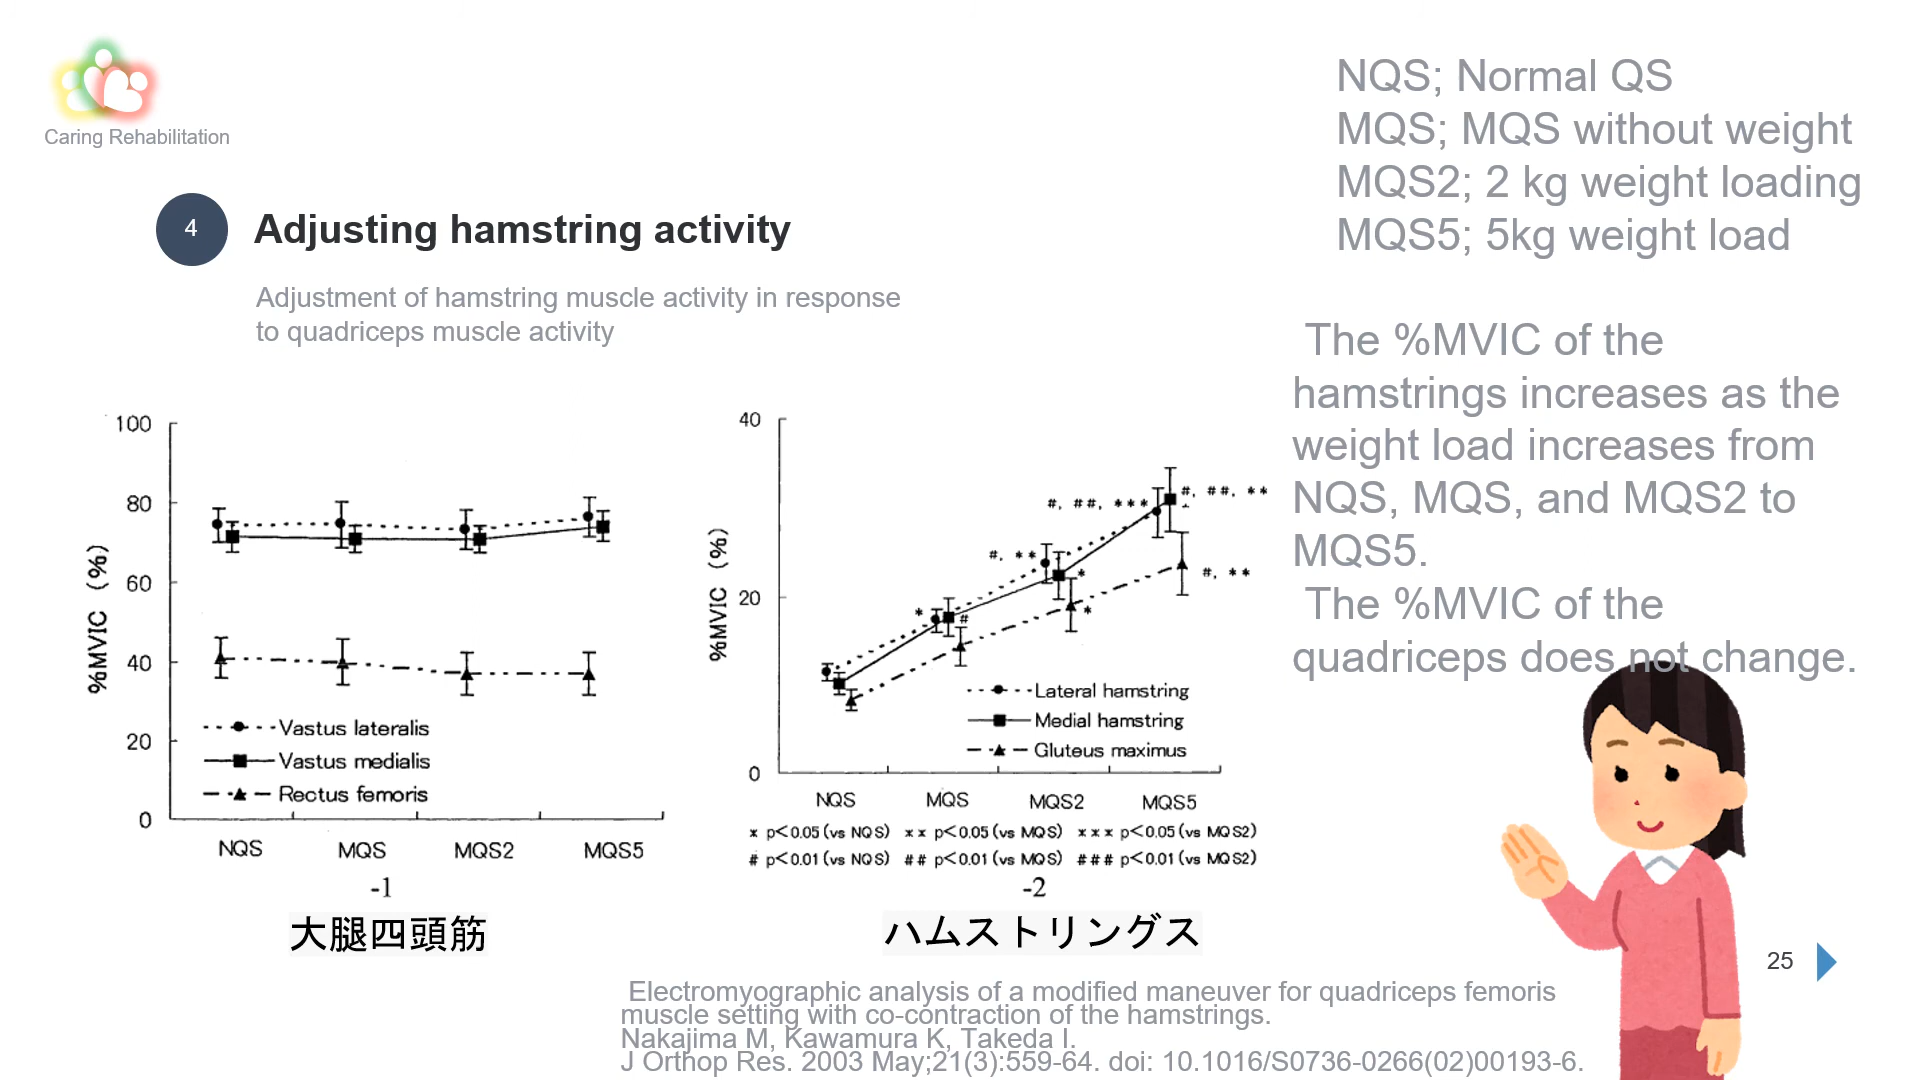 Caring Rehabilitation
NQS; Normal QS
MQS; MQS without weight
MQS2; 2 kg weight loading
MQS5; 5kg weight load
4
Adjusting hamstring activity
Adjustment of hamstring muscle activity in response
to quadriceps muscle activity
The %MVIC of the
hamstrings increases as the
weight load increases from
NQS, MQS, and MQS2 to
MQS5.
The %MVIC of the
quadriceps does not change.
100
80
60
40
20
0
%MVIC (%)
Vastus lateralis
Vastus medialis
Rectus femoris
NQS MQS MQS2 MQS5
-1
大腿四頭筋
40
20
0
%MVIC (%)
#, ##, **
#, ##, ***
#, **
*
#, **
*
#
*
Lateral hamstring
Medial hamstring
Gluteus maximus
NQS MQS MQS2 MQS5
* p<0.05 (vs NQS) ** p<0.05 (vs MQS) *** p<0.05 (vs MQS2)
# p<0.01 (vs NQS) ## p<0.01 (vs MQS) ### p<0.01 (vs MQS2)
-2
ハムストリングス
25
Electromyographic analysis of a modified maneuver for quadriceps femoris
muscle setting with co-contraction of the hamstrings.
Nakajima M, Kawamura K, Takeda I.
J Orthop Res. 2003 May;21(3):559-64. doi: 10.1016/S0736-0266(02)00193-6.